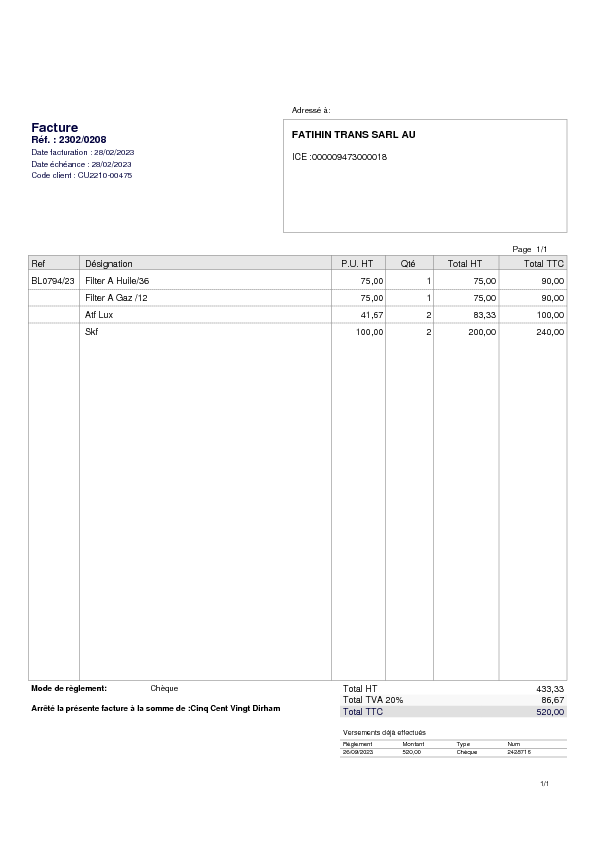 Adressé à:
Facture
Réf. : 2302/0208
Date facturation : 28/02/2023
Date échéance : 28/02/2023
Code client : CU2210-00475
FATIHIN TRANS SARL AU
ICE :000009473000018
Page 1/1
Ref Désignation P.U. HT Qté Total HT Total TTC
BL0794/23 Filter A Huile/36 75,00 1 75,00 90,00
Filter A Gaz /12 75,00 1 75,00 90,00
Atf Lux 41,67 2 83,33 100,00
Skf 100,00 2 200,00 240,00
Mode de règlement: Chèque
Arrêté la présente facture à la somme de :Cinq Cent Vingt Dirham
Total HT 433,33
Total TVA 20% 86,67
Total TTC 520,00
Versements déjà effectués
Règlement Montant Type Num
26/09/2023 520,00 Chèque 2428718
1/1